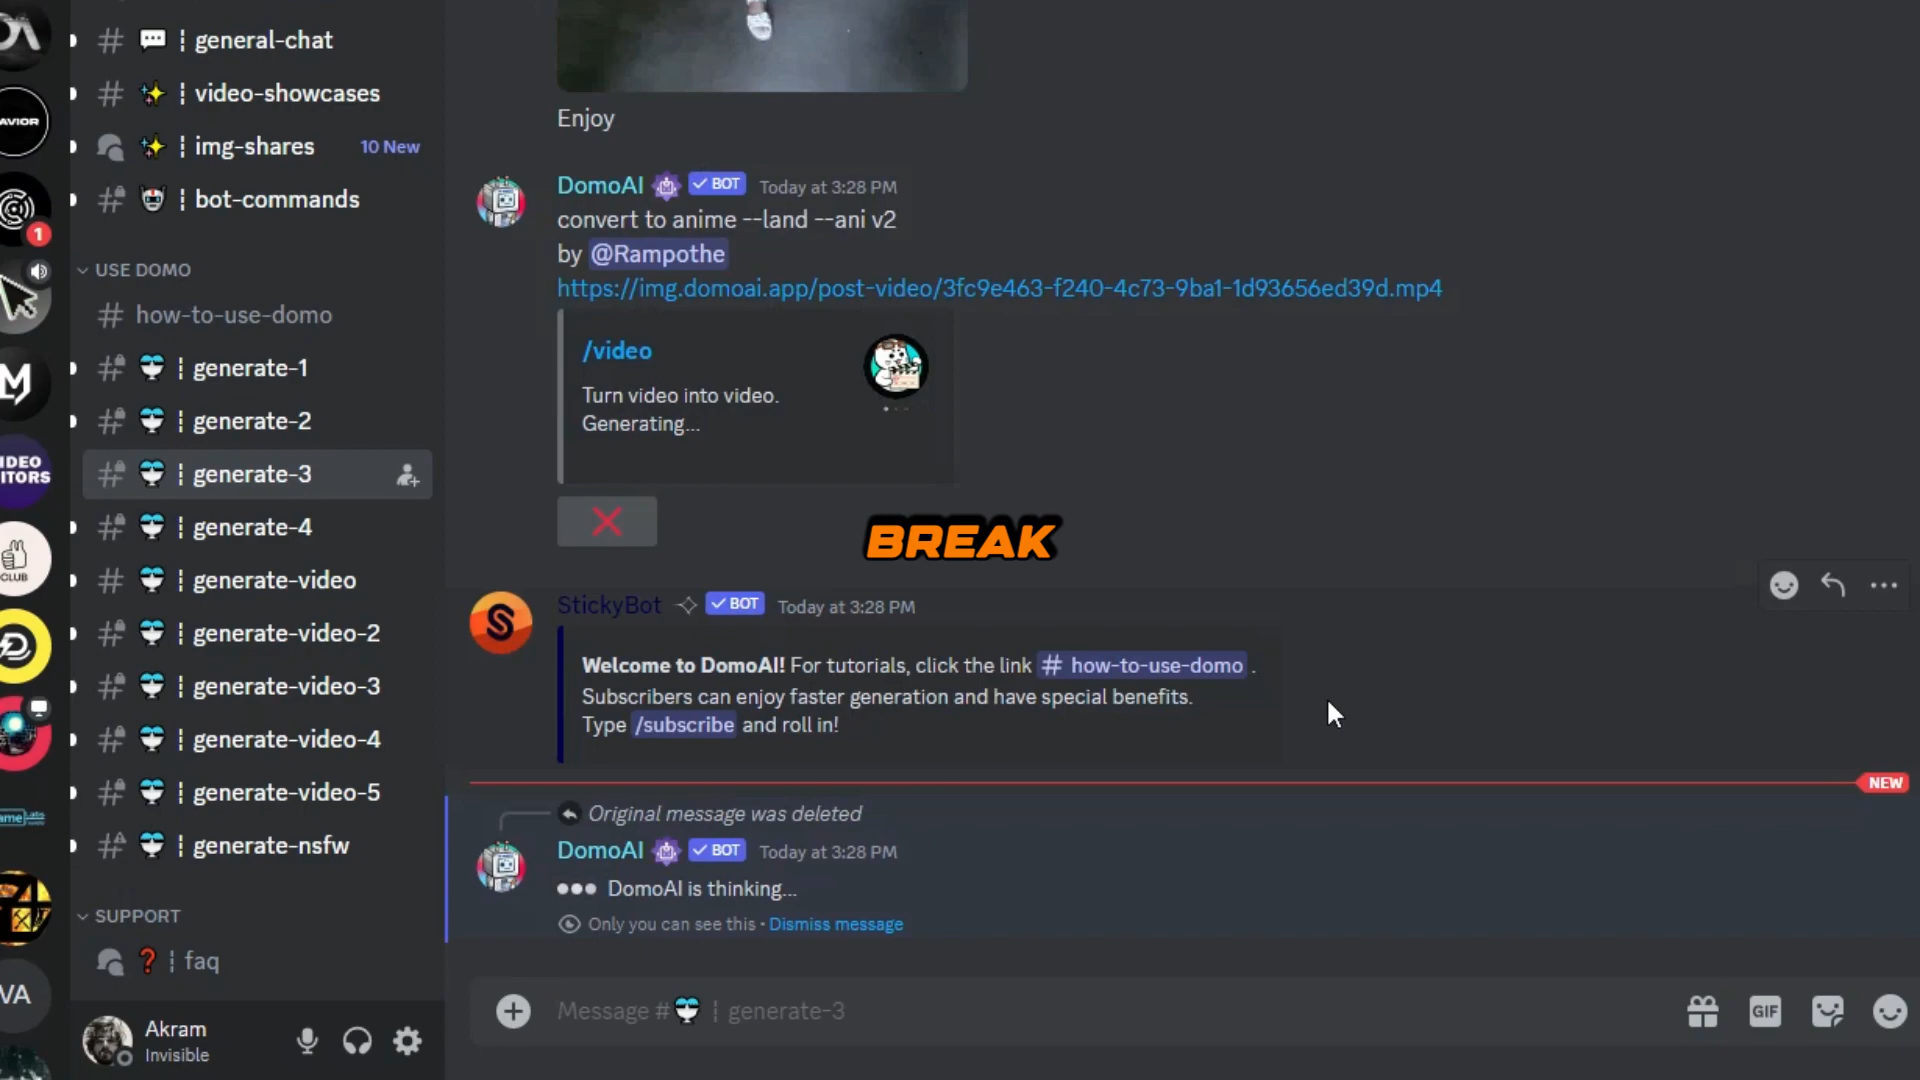 general-chat
video-showcases
img-shares 10 New
bot-commands
USE DOMO
how-to-use-domo
generate-1
generate-2
generate-3
generate-4
generate-video
generate-video-2
generate-video-3
generate-video-4
generate-video-5
generate-nsfw
SUPPORT
faq
Akram
Invisible
AVIOR
1
IDEO
ITORS
CLUB
VA
Enjoy
DomoAI BOT Today at 3:28 PM
convert to anime --land --ani v2
by @Rampothe
https://img.domoai.app/post-video/3fc9e463-f240-4c73-9ba1-1d93656ed39d.mp4
/video
Turn video into video.
Generating...
BREAK
StickyBot BOT Today at 3:28 PM
Welcome to DomoAI! For tutorials, click the link # how-to-use-domo .
Subscribers can enjoy faster generation and have special benefits.
Type /subscribe and roll in!
NEW
Original message was deleted
DomoAI BOT Today at 3:28 PM
DomoAI is thinking...
Only you can see this • Dismiss message
Message # generate-3
GIF